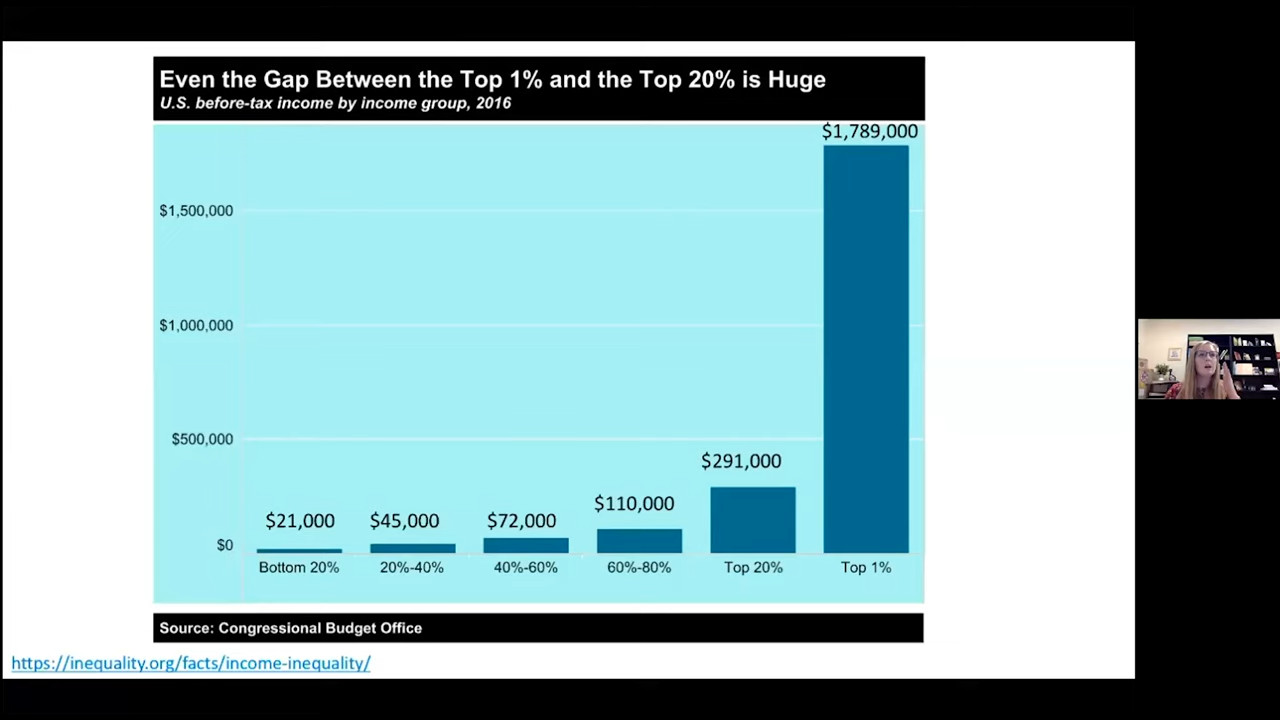 Even the Gap Between the Top 1% and the Top 20% is Huge
U.S. before-tax income by income group, 2016
$1,789,000
$1,500,000
$1,000,000
$500,000
$291,000
$110,000
$21,000 $45,000 $72,000
$0
Bottom 20% 20%-40% 40%-60% 60%-80% Top 20% Top 1%
Source: Congressional Budget Office
https://inequality.org/facts/income-inequality/